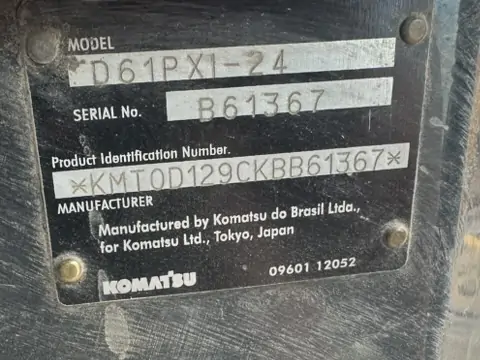 MODEL
D61PXI-24
SERIAL No.
B61367
Product Identification Number.
*KMT0D129CKBB61367*
MANUFACTURER
Manufactured by Komatsu do Brasil Ltda.,
for Komatsu Ltd., Tokyo, Japan
KOMATSU
09601 12052